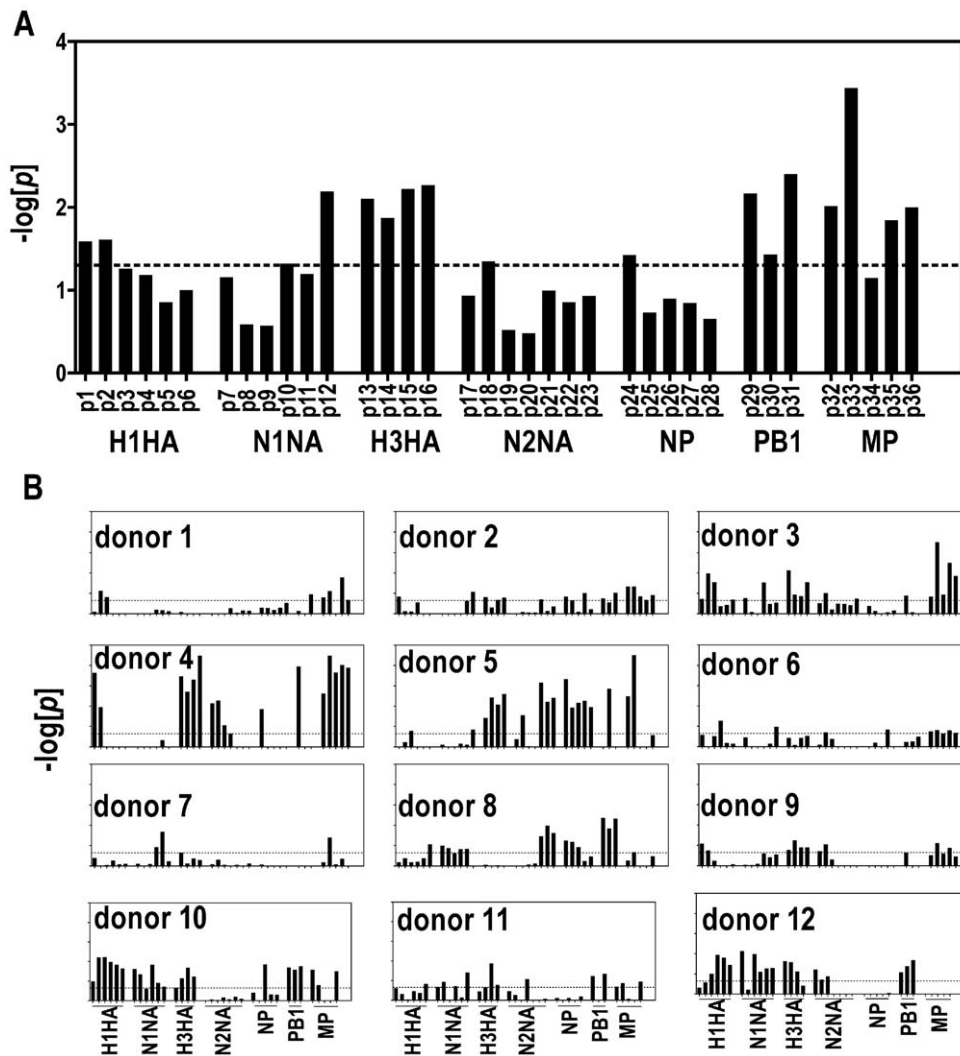 A
4
3
2
1
0
-log[p]
p1 p2 p3 p4 p5 p6 p7 p8 p9 p10 p11 p12 p13 p14 p15 p16 p17 p18 p19 p20 p21 p22 p23 p24 p25 p26 p27 p28 p29 p30 p31 p32 p33 p34 p35 p36
H1HA N1NA H3HA N2NA NP PB1 MP
B
donor 1 donor 2 donor 3
donor 4 donor 5 donor 6
-log[p]
donor 7 donor 8 donor 9
donor 10 donor 11 donor 12
H1HA N1NA H3HA N2NA NP PB1 MP H1HA N1NA H3HA N2NA NP PB1 MP H1HA N1NA H3HA N2NA NP PB1 MP